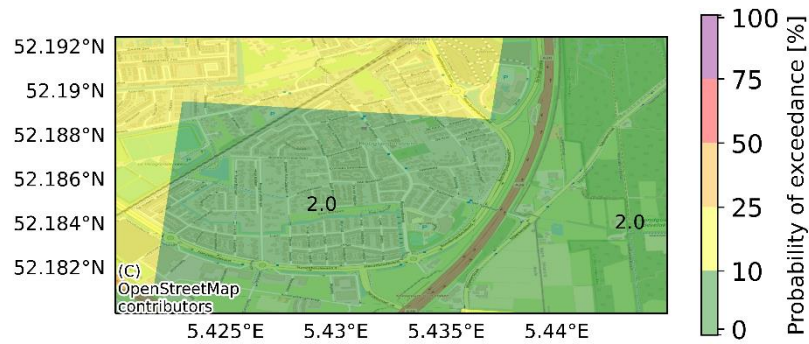 52.192°N
52.19°N
52.188°N
52.186°N
52.184°N
52.182°N
2.0
2.0
(C)
OpenStreetMap
contributors
5.425°E 5.43°E 5.435°E 5.44°E
100
75
50
25
10
0
Probability of exceedance [%]